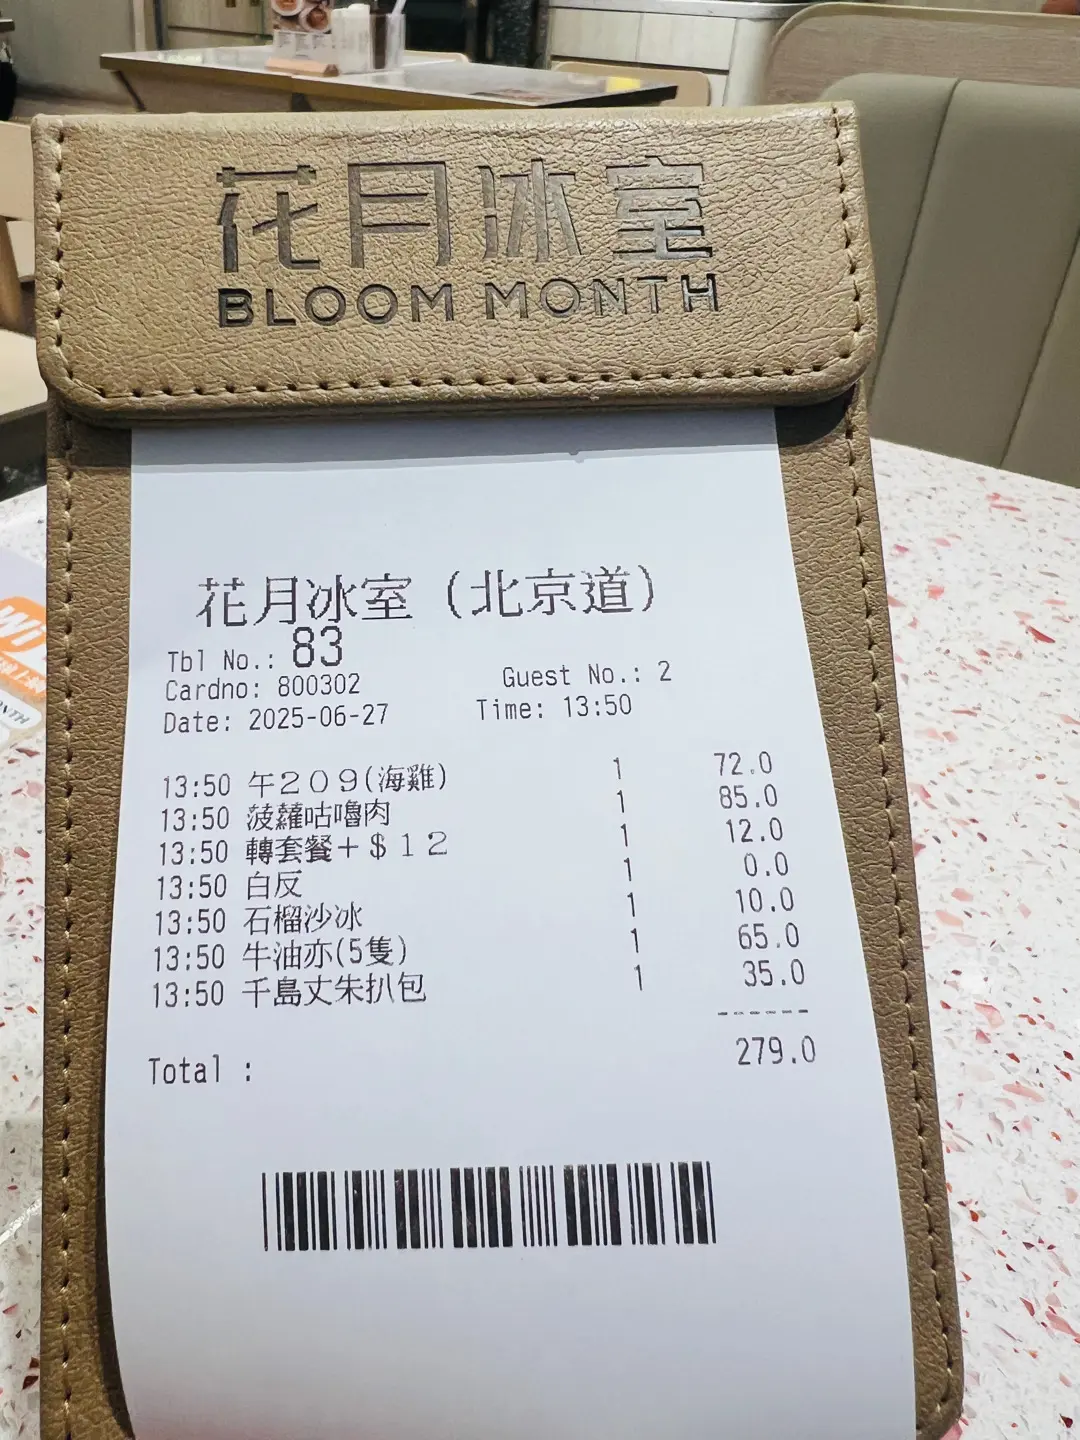 花月冰室
BLOOM MONTH
花月冰室 (北京道)
Tbl No.: 83
Cardno: 800302 Guest No.: 2
Date: 2025-06-27 Time: 13:50
13:50 午209(海雞) 1 72.0
13:50 菠蘿咕嚕肉 1 85.0
13:50 轉套餐+$12 1 12.0
13:50 白反 1 0.0
13:50 石榴沙冰 1 10.0
13:50 牛油亦(5隻) 1 65.0
13:50 千島丈朱扒包 1 35.0
------
Total : 279.0